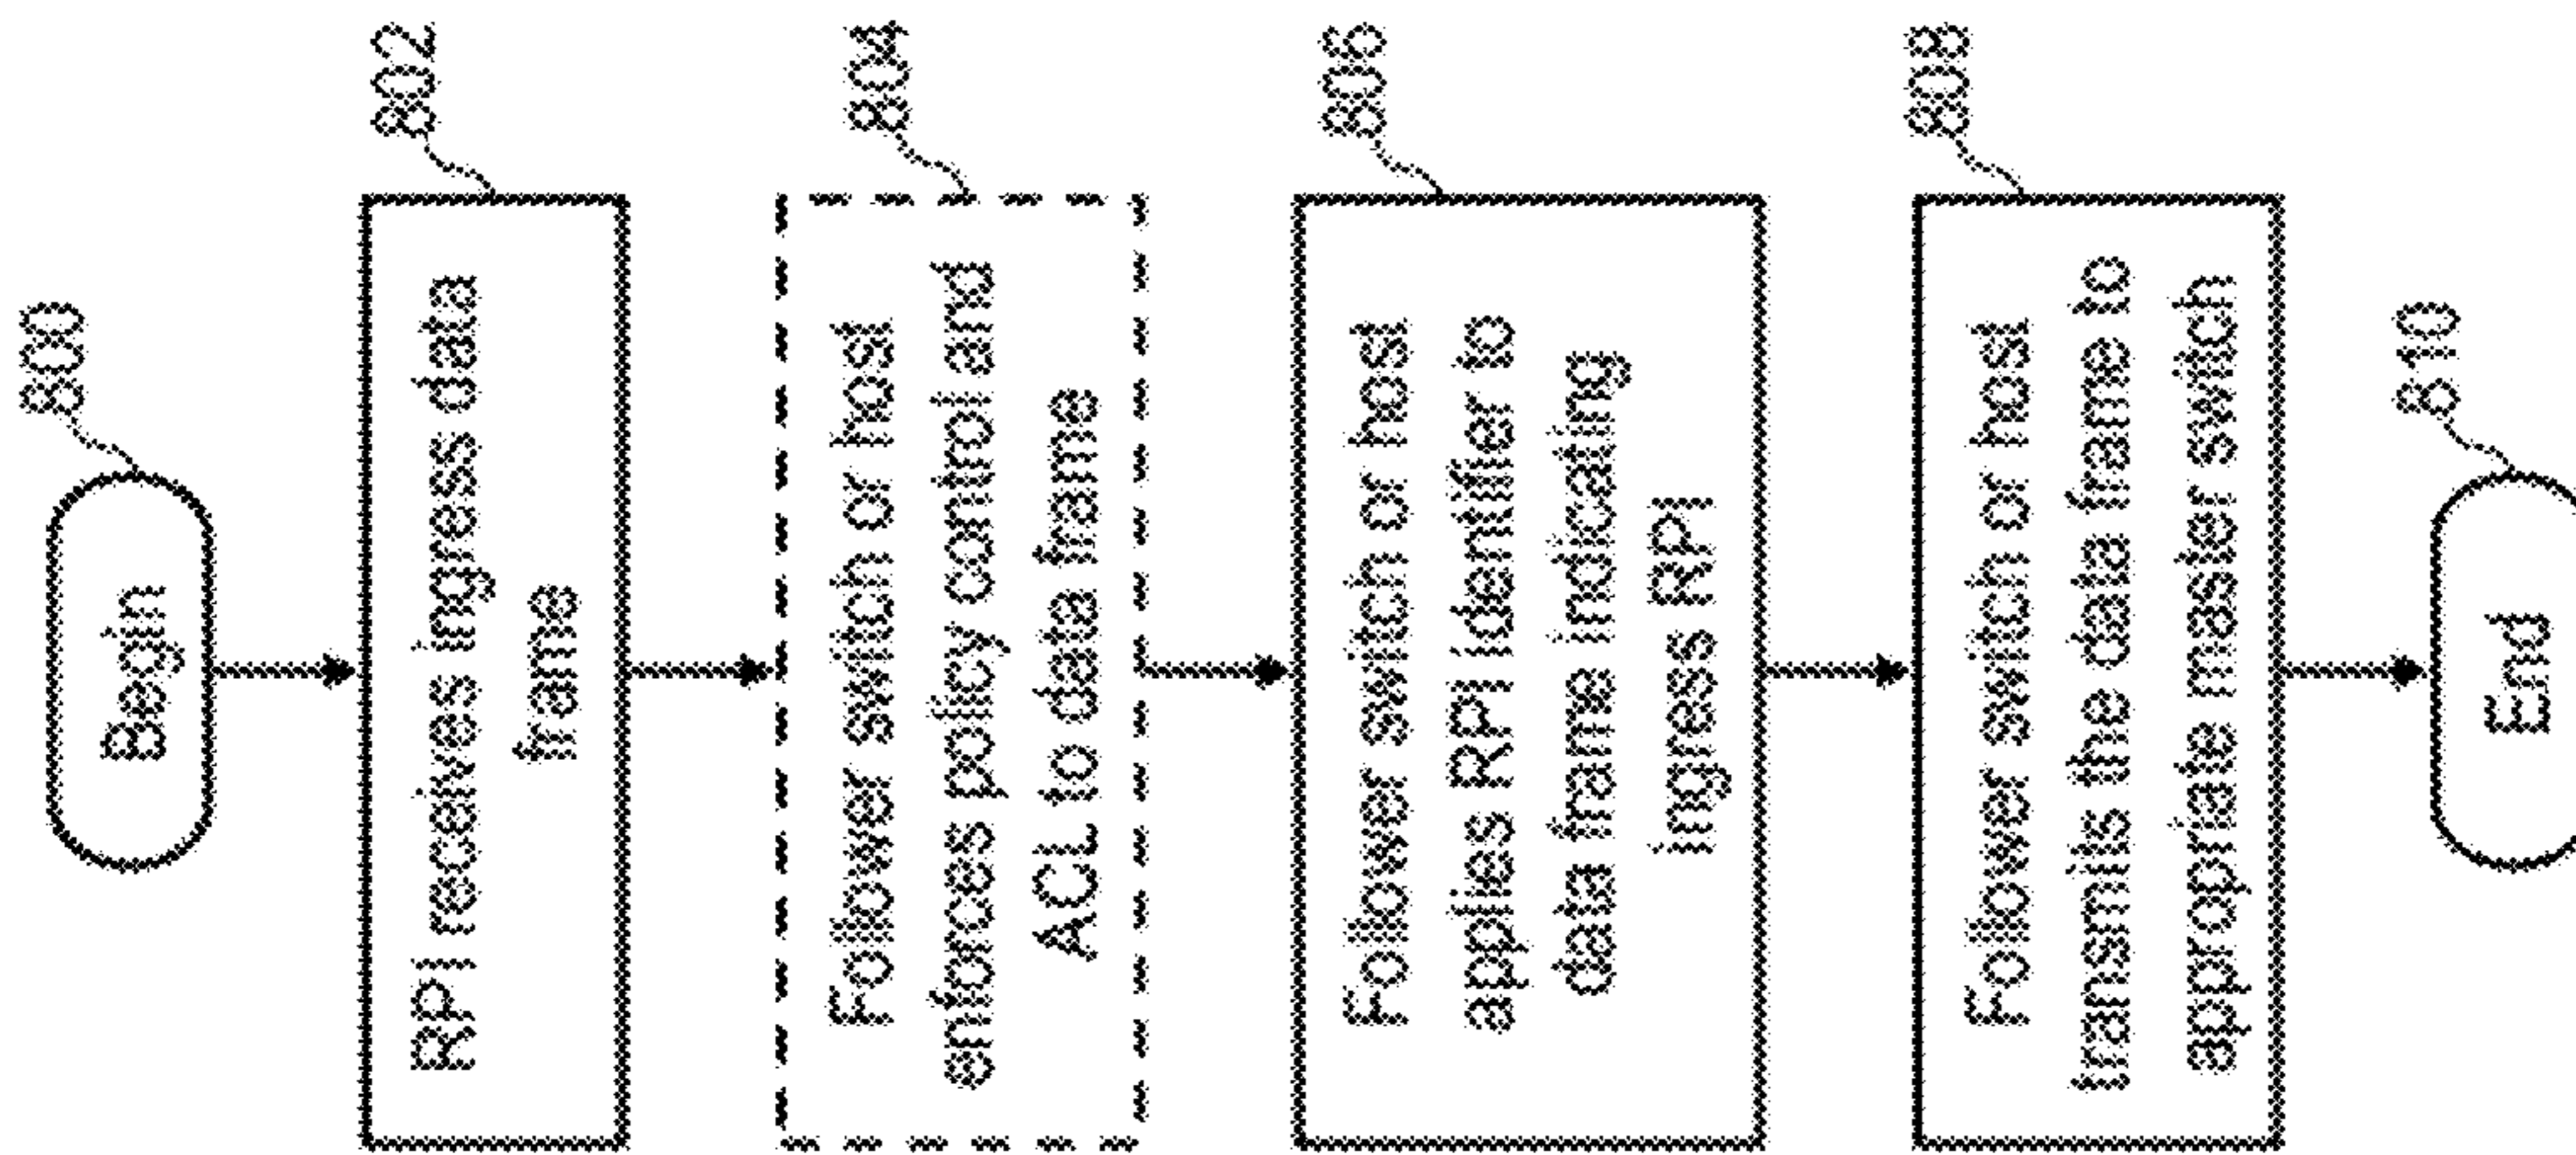 800
Begin
802
RPI receives ingress data
frame
804
Follower switch or host
enforces policy control and
ACL to data frame
806
Follower switch or host
applies RPI identifier to
data frame indicating
ingress RPI
808
Follower switch or host
transmits the data frame to
appropriate master switch
810
End